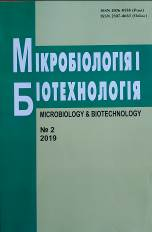 ISSN 2076-0558 (Print)
ISSN 2307-4663 (Online)
МІКРОБІОЛОГІЯ І
БІОТЕХНОЛОГІЯ
MICROBIOLOGY & BIOTECHNOLOGY
№ 2
2019